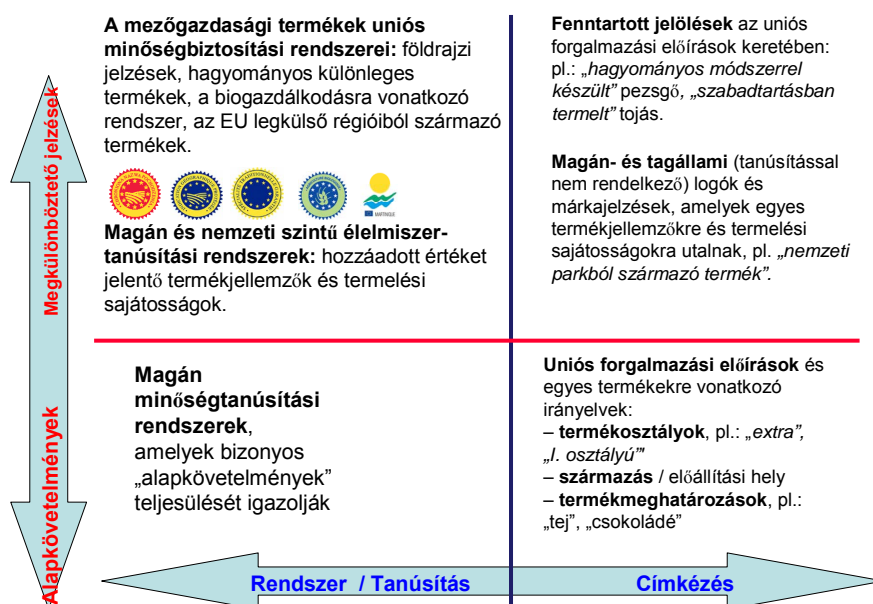 A mezőgazdasági termékek uniós
minőségbiztosítási rendszerei: földrajzi
jelzések, hagyományos különleges
termékek, a biogazdálkodásra vonatkozó
rendszer, az EU legkülső régióiból származó
termékek.
MARTINIQUE
Magán és nemzeti szintű élelmiszer-
tanúsítási rendszerek: hozzáadott értéket
jelentő termékjellemzők és termelési
sajátosságok.
Fenntartott jelölések az uniós
forgalmazási előírások keretében:
pl.: „hagyományos módszerrel
készült” pezsgő, „szabadtartásban
termelt” tojás.
Magán- és tagállami (tanúsítással
nem rendelkező) logók és
márkajelzések, amelyek egyes
termékjellemzőkre és termelési
sajátosságokra utalnak, pl. „nemzeti
parkból származó termék”.
Megkülönböztető jelzések
Alapkövetelmények
Magán
minőségtanúsítási
rendszerek,
amelyek bizonyos
„alapkövetelmények”
teljesülését igazolják
Uniós forgalmazási előírások és
egyes termékekre vonatkozó
irányelvek:
– termékosztályok, pl.: „extra”,
„I. osztályú”'
– származás / előállítási hely
– termékmeghatározások, pl.:
„tej”, „csokoládé”
Rendszer / Tanúsítás
Címkézés